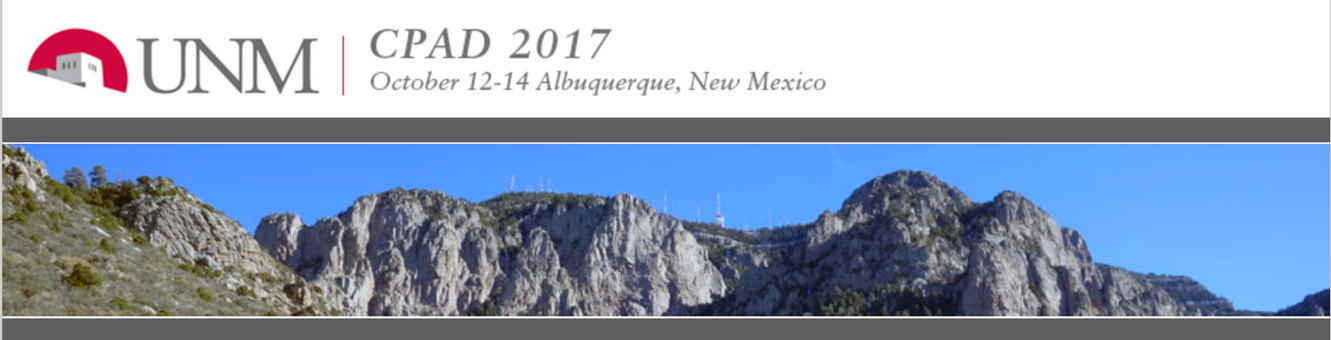 UNM
CPAD 2017
October 12-14 Albuquerque, New Mexico